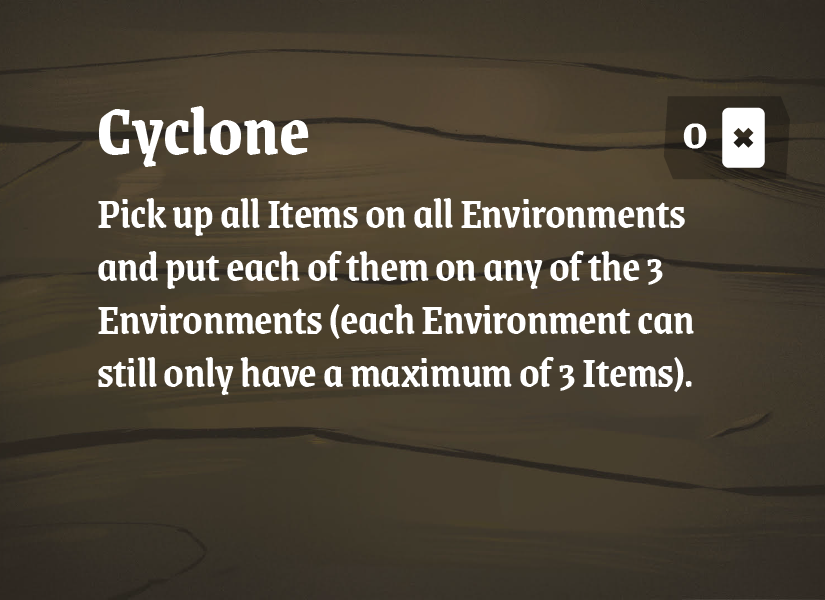 Cyclone
0
Pick up all Items on all Environments
and put each of them on any of the 3
Environments (each Environment can
still only have a maximum of 3 Items).